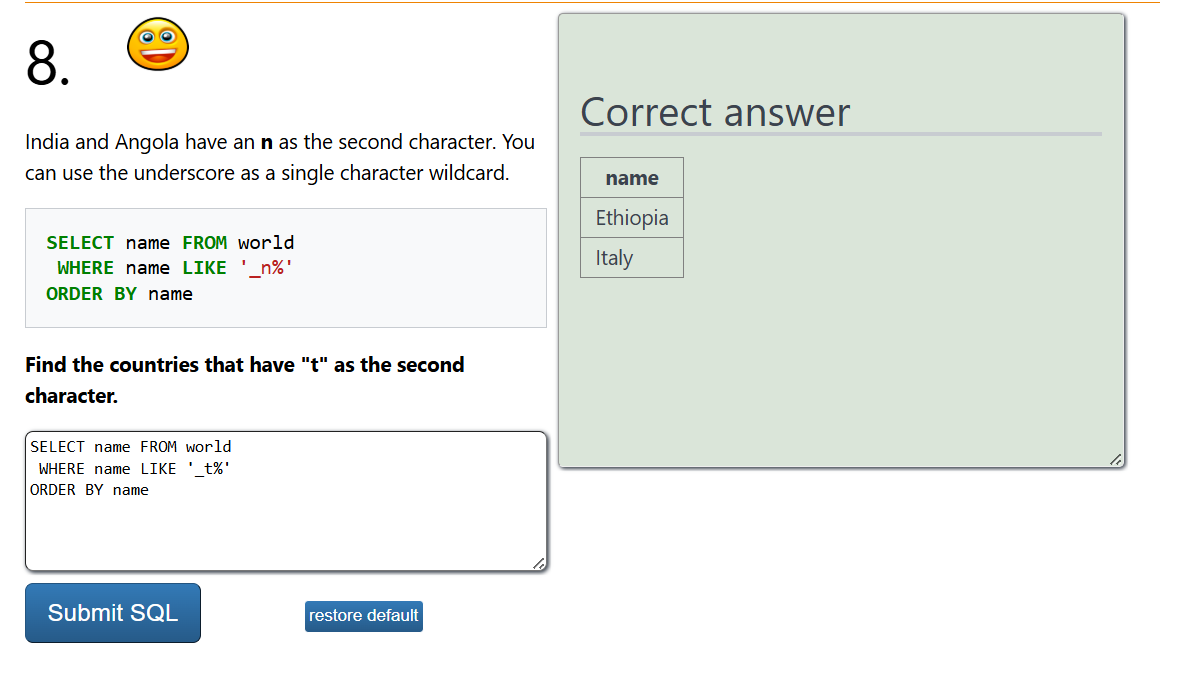 8.
India and Angola have an n as the second character. You
can use the underscore as a single character wildcard.
SELECT name FROM world
 WHERE name LIKE '_n%'
ORDER BY name
Find the countries that have "t" as the second
character.
SELECT name FROM world
 WHERE name LIKE '_t%'
ORDER BY name
Submit SQL
restore default
Correct answer
name
Ethiopia
Italy